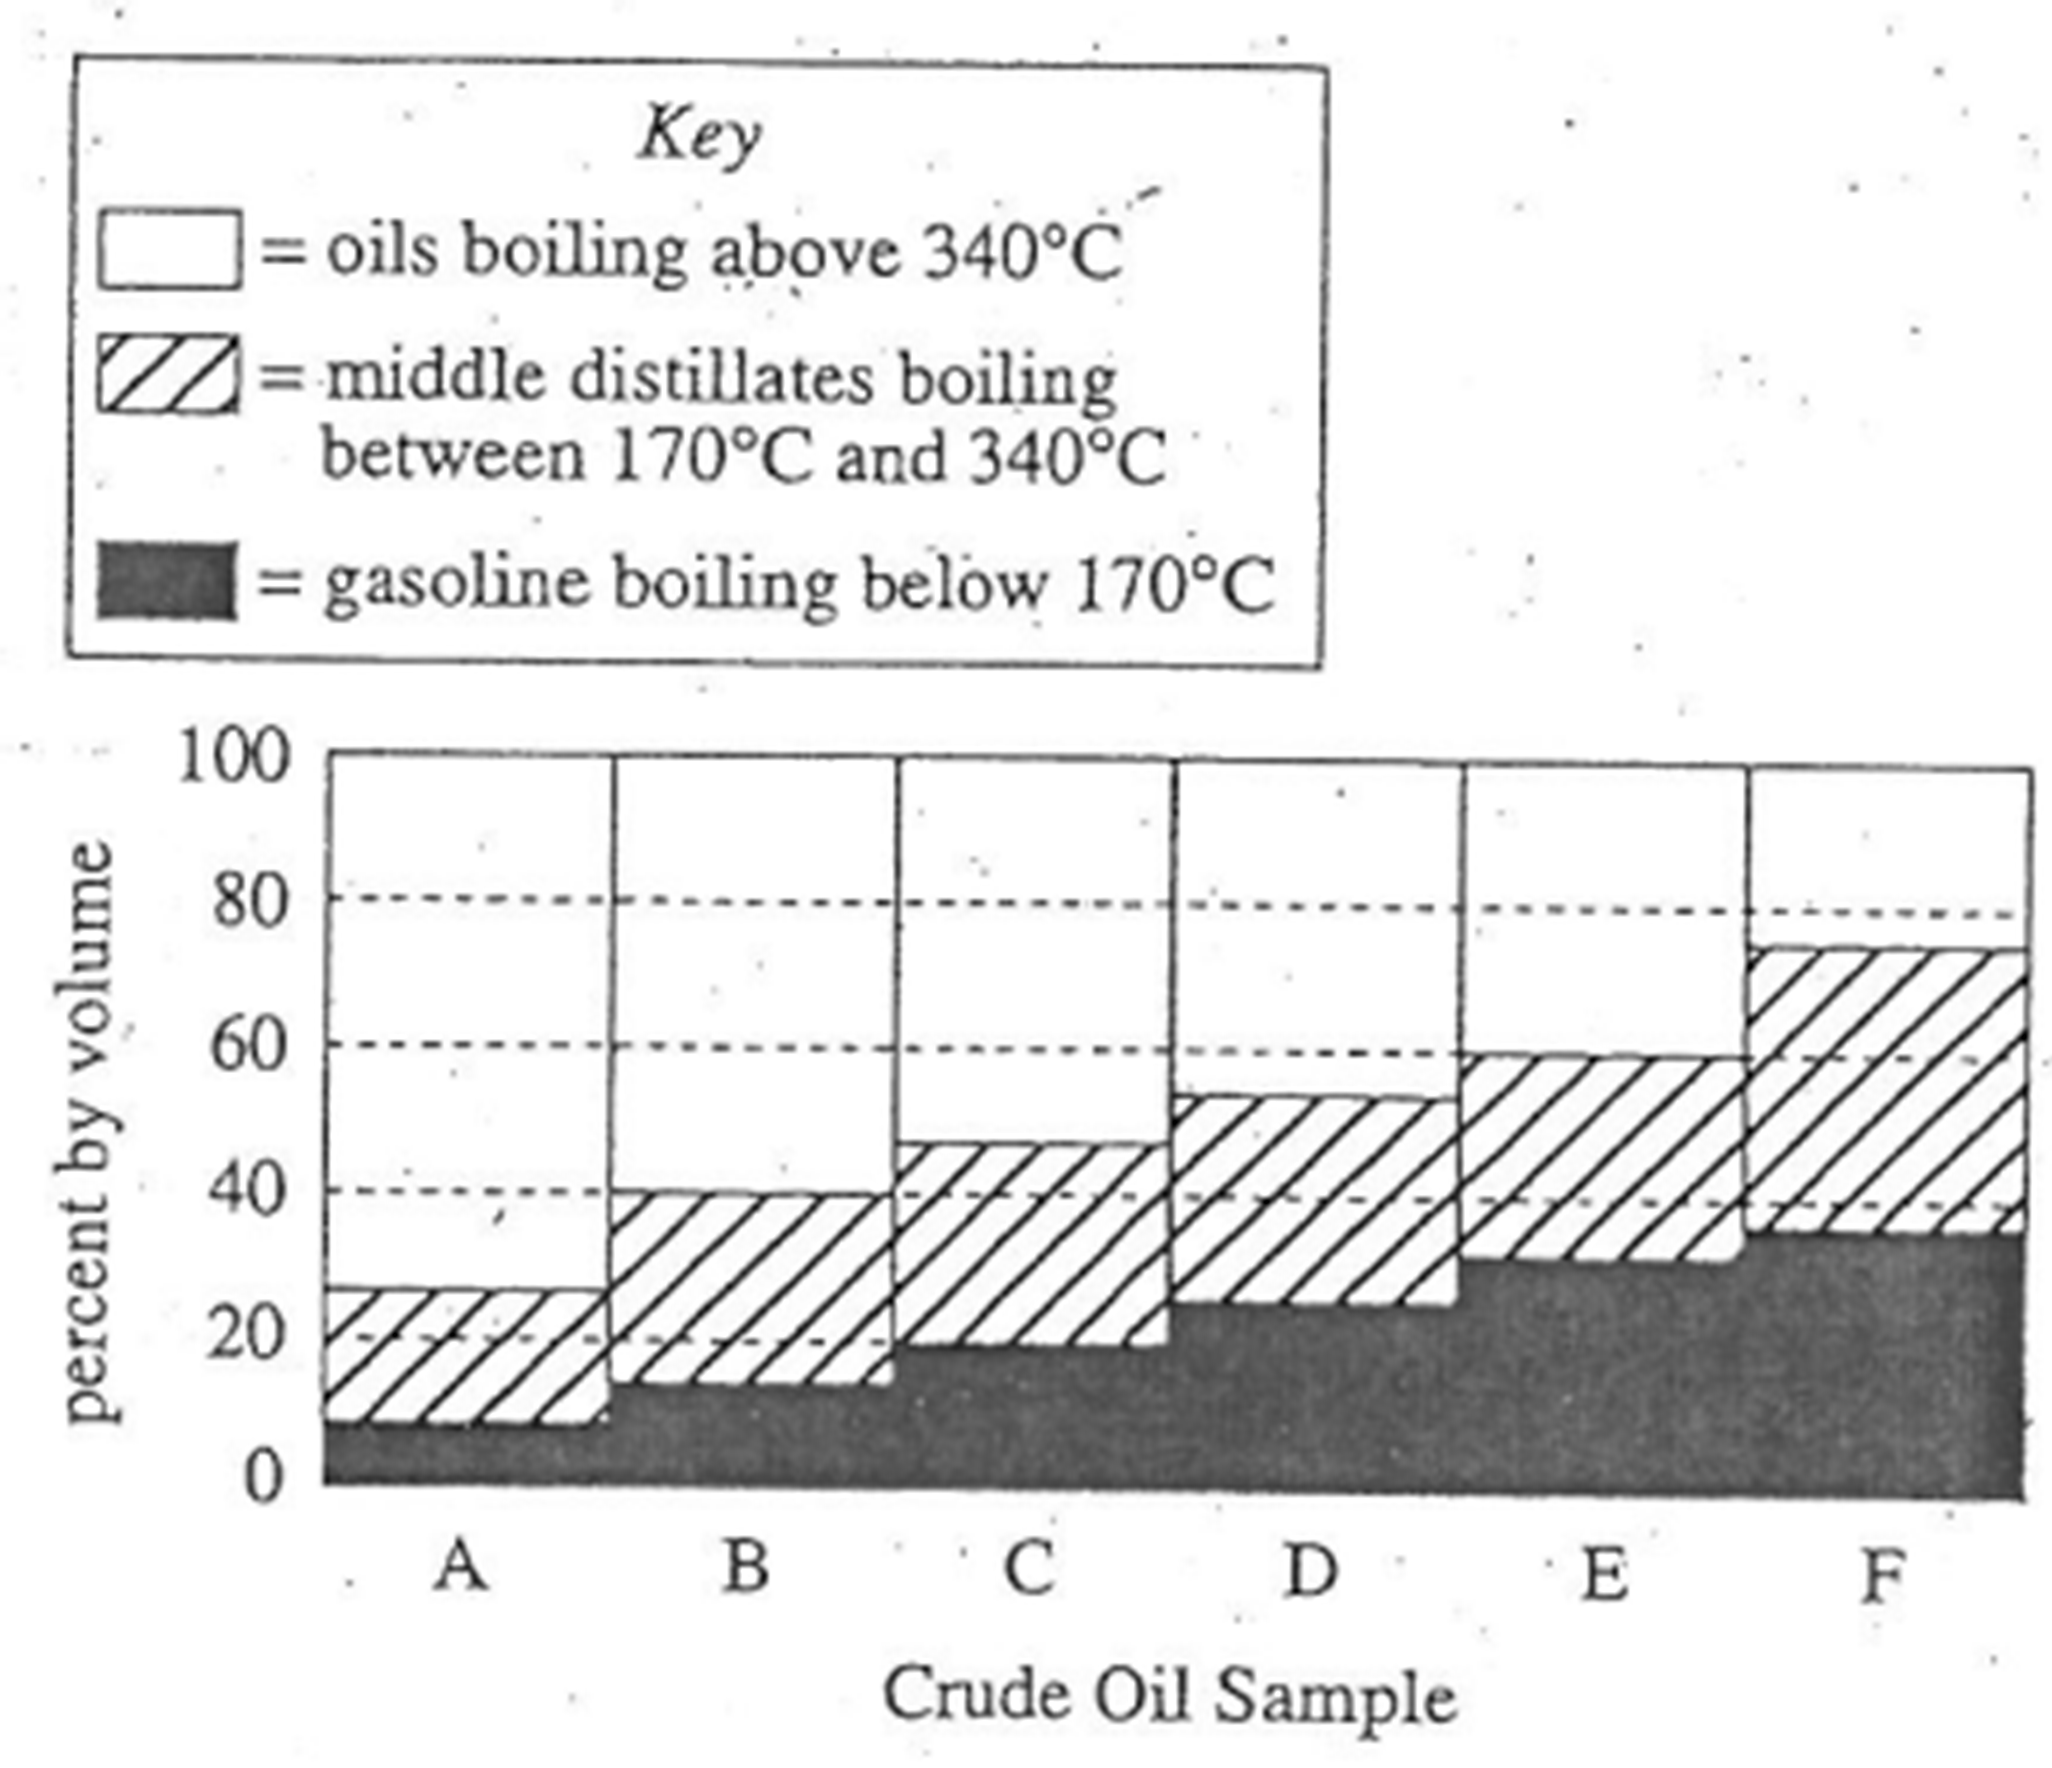 Key
= oils boiling above 340°C
= middle distillates boiling
between 170°C and 340°C
= gasoline boiling below 170°C
percent by volume
100
80
60
40
20
0
A B C D E F
Crude Oil Sample